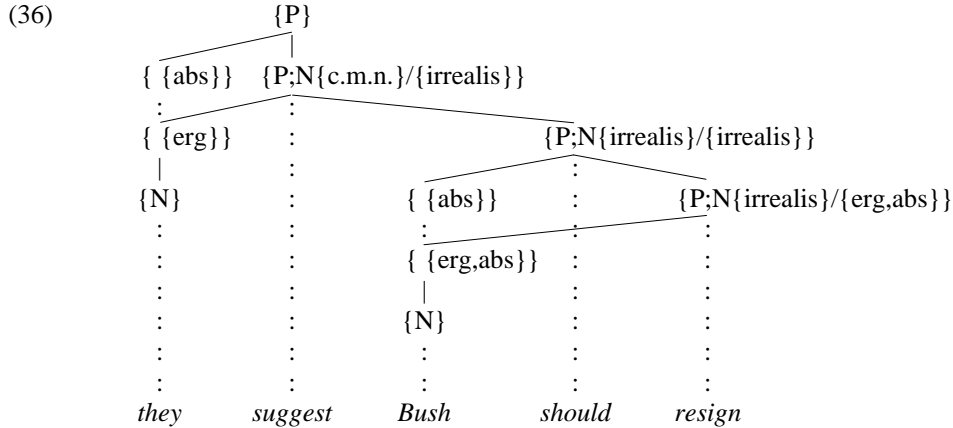 (36) {P}
{ {abs}} {P;N{c.m.n.}/{irrealis}}
{ {erg}} {P;N{irrealis}/{irrealis}}
{N} { {abs}} {P;N{irrealis}/{erg,abs}}
{ {erg,abs}}
{N}
they suggest Bush should resign